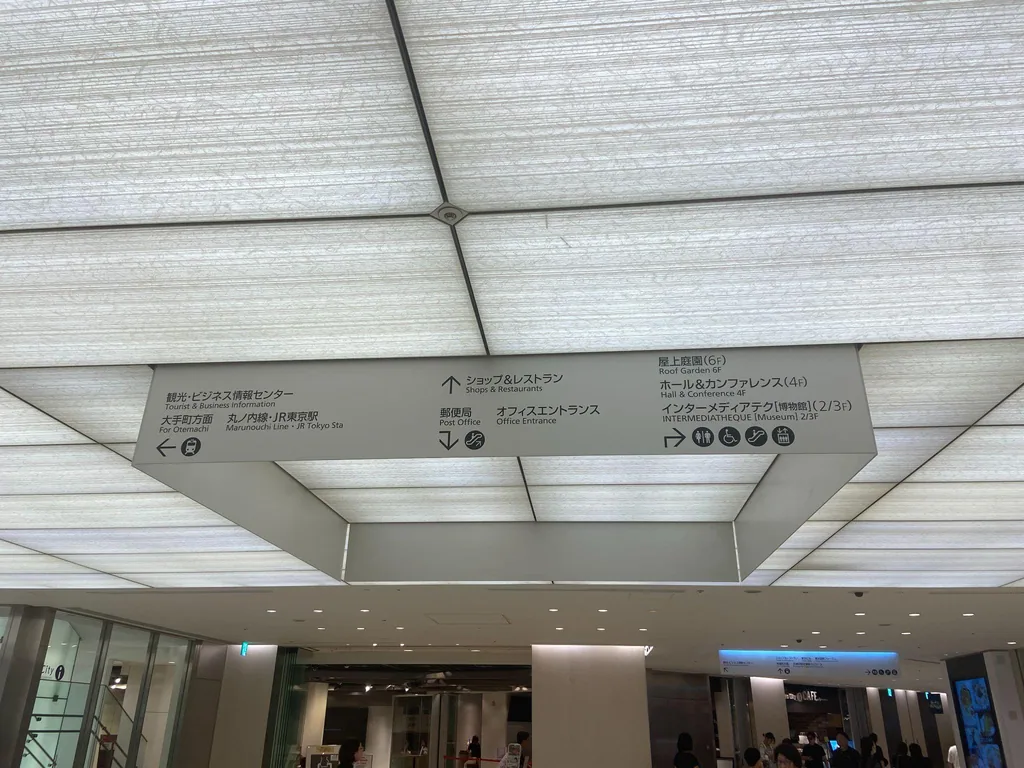 観光・ビジネス情報センター
Tourist & Business Information
大手町方面 丸ノ内線・JR東京駅
For Otemachi Marunouchi Line・JR Tokyo Sta
ショップ&レストラン
Shops & Restaurants
郵便局 オフィスエントランス
Post Office Office Entrance
屋上庭園(6F)
Roof Garden 6F
ホール&カンファレンス(4F)
Hall & Conference 4F
インターメディアテク[博物館](2/3F)
INTERMEDIATHEQUE [Museum] 2/3F
City i
CAFE